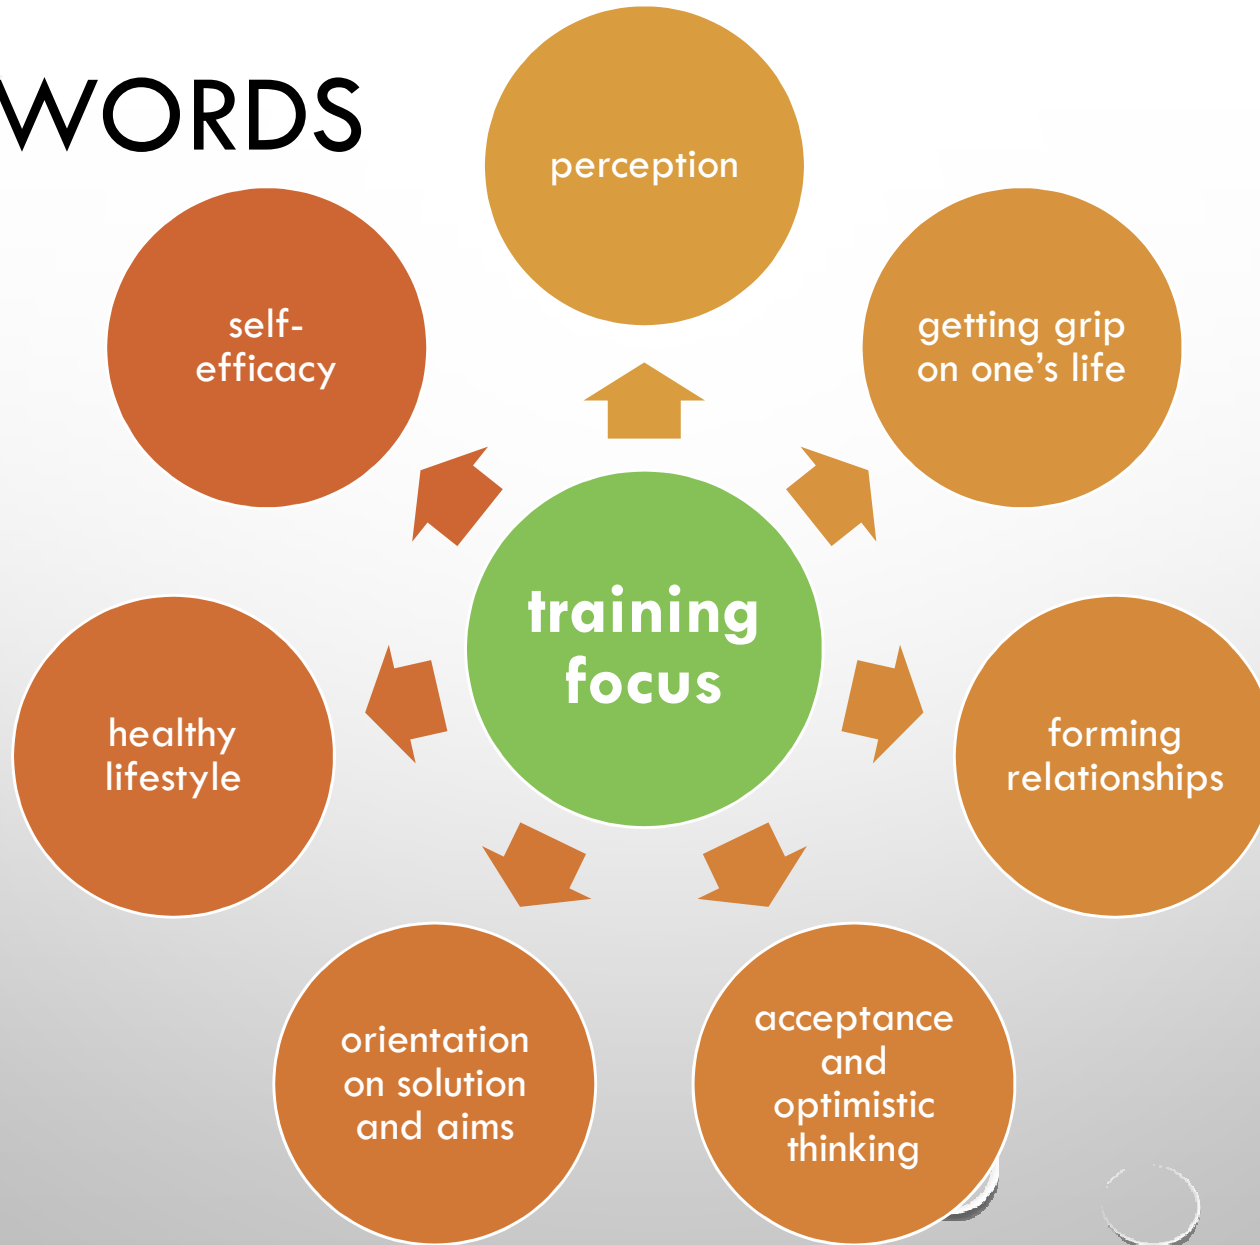 WORDS
perception
getting grip
on one’s life
forming
relationships
acceptance
and
optimistic
thinking
orientation
on solution
and aims
healthy
lifestyle
self-
efficacy
training
focus